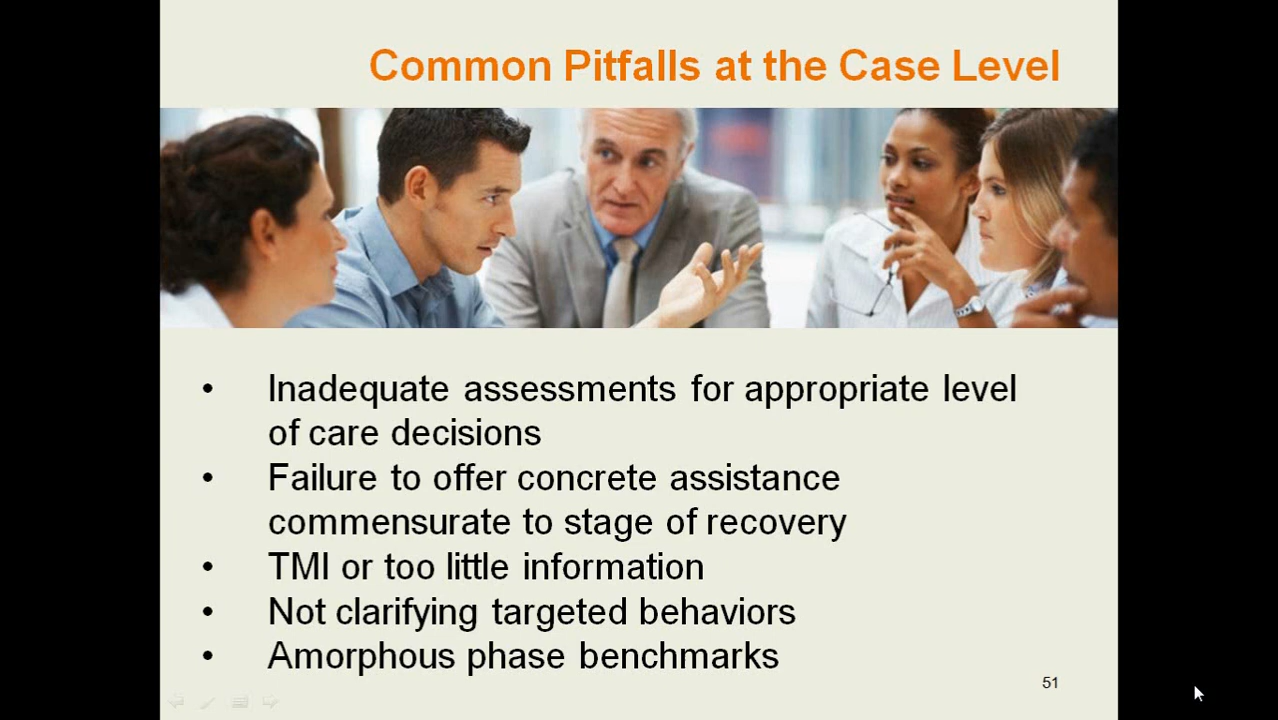 Common Pitfalls at the Case Level
• Inadequate assessments for appropriate level
of care decisions
• Failure to offer concrete assistance
commensurate to stage of recovery
• TMI or too little information
• Not clarifying targeted behaviors
• Amorphous phase benchmarks
51